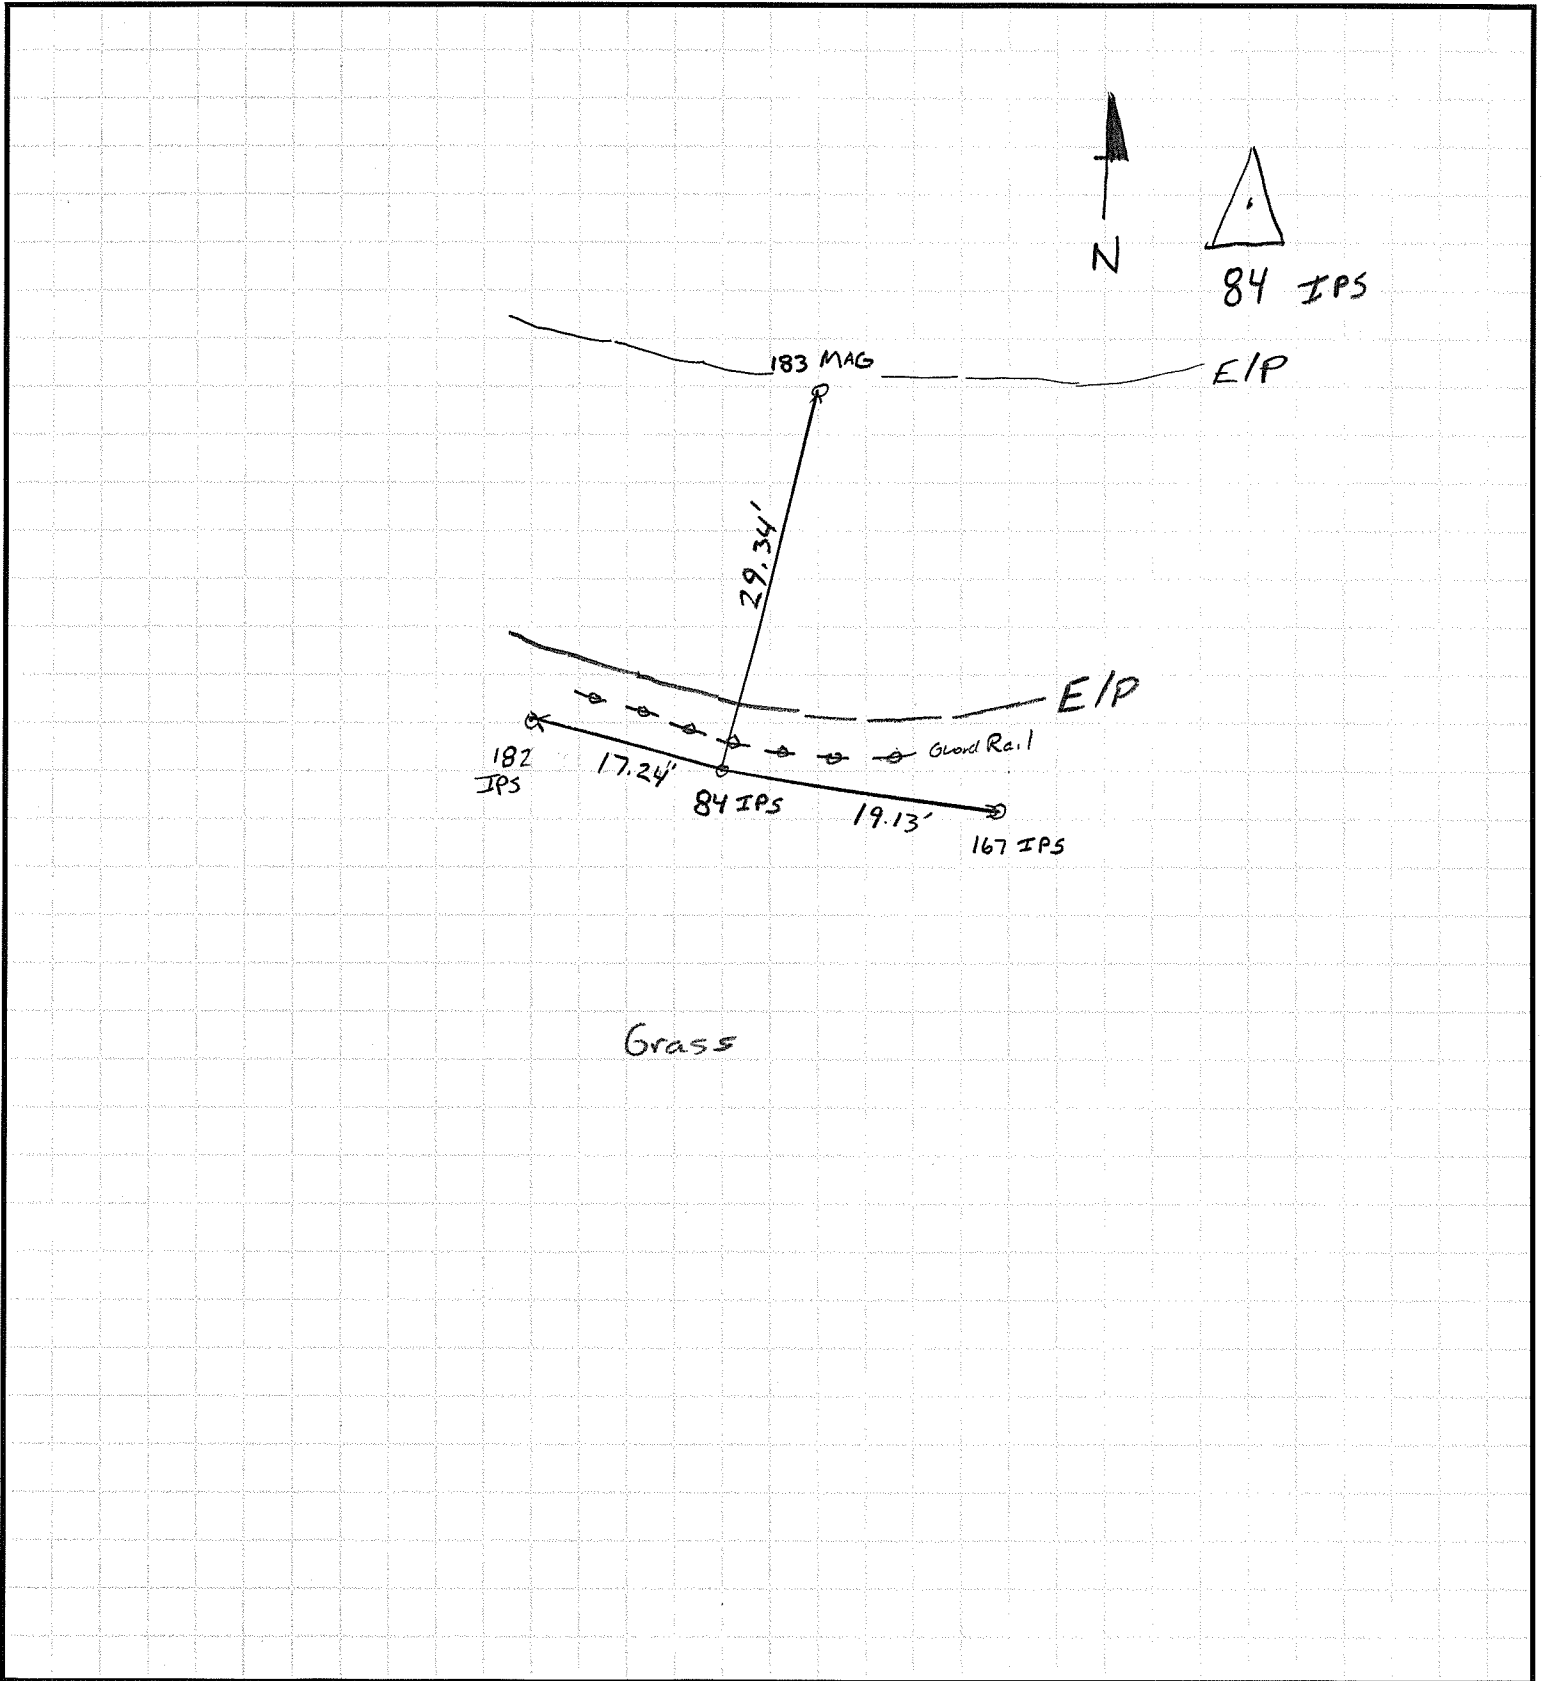 N
84 IPS
183 MAG
E/P
29.34'
E/P
Guard Rail
182
IPS
17.24'
84 IPS
19.13'
167 IPS
Grass